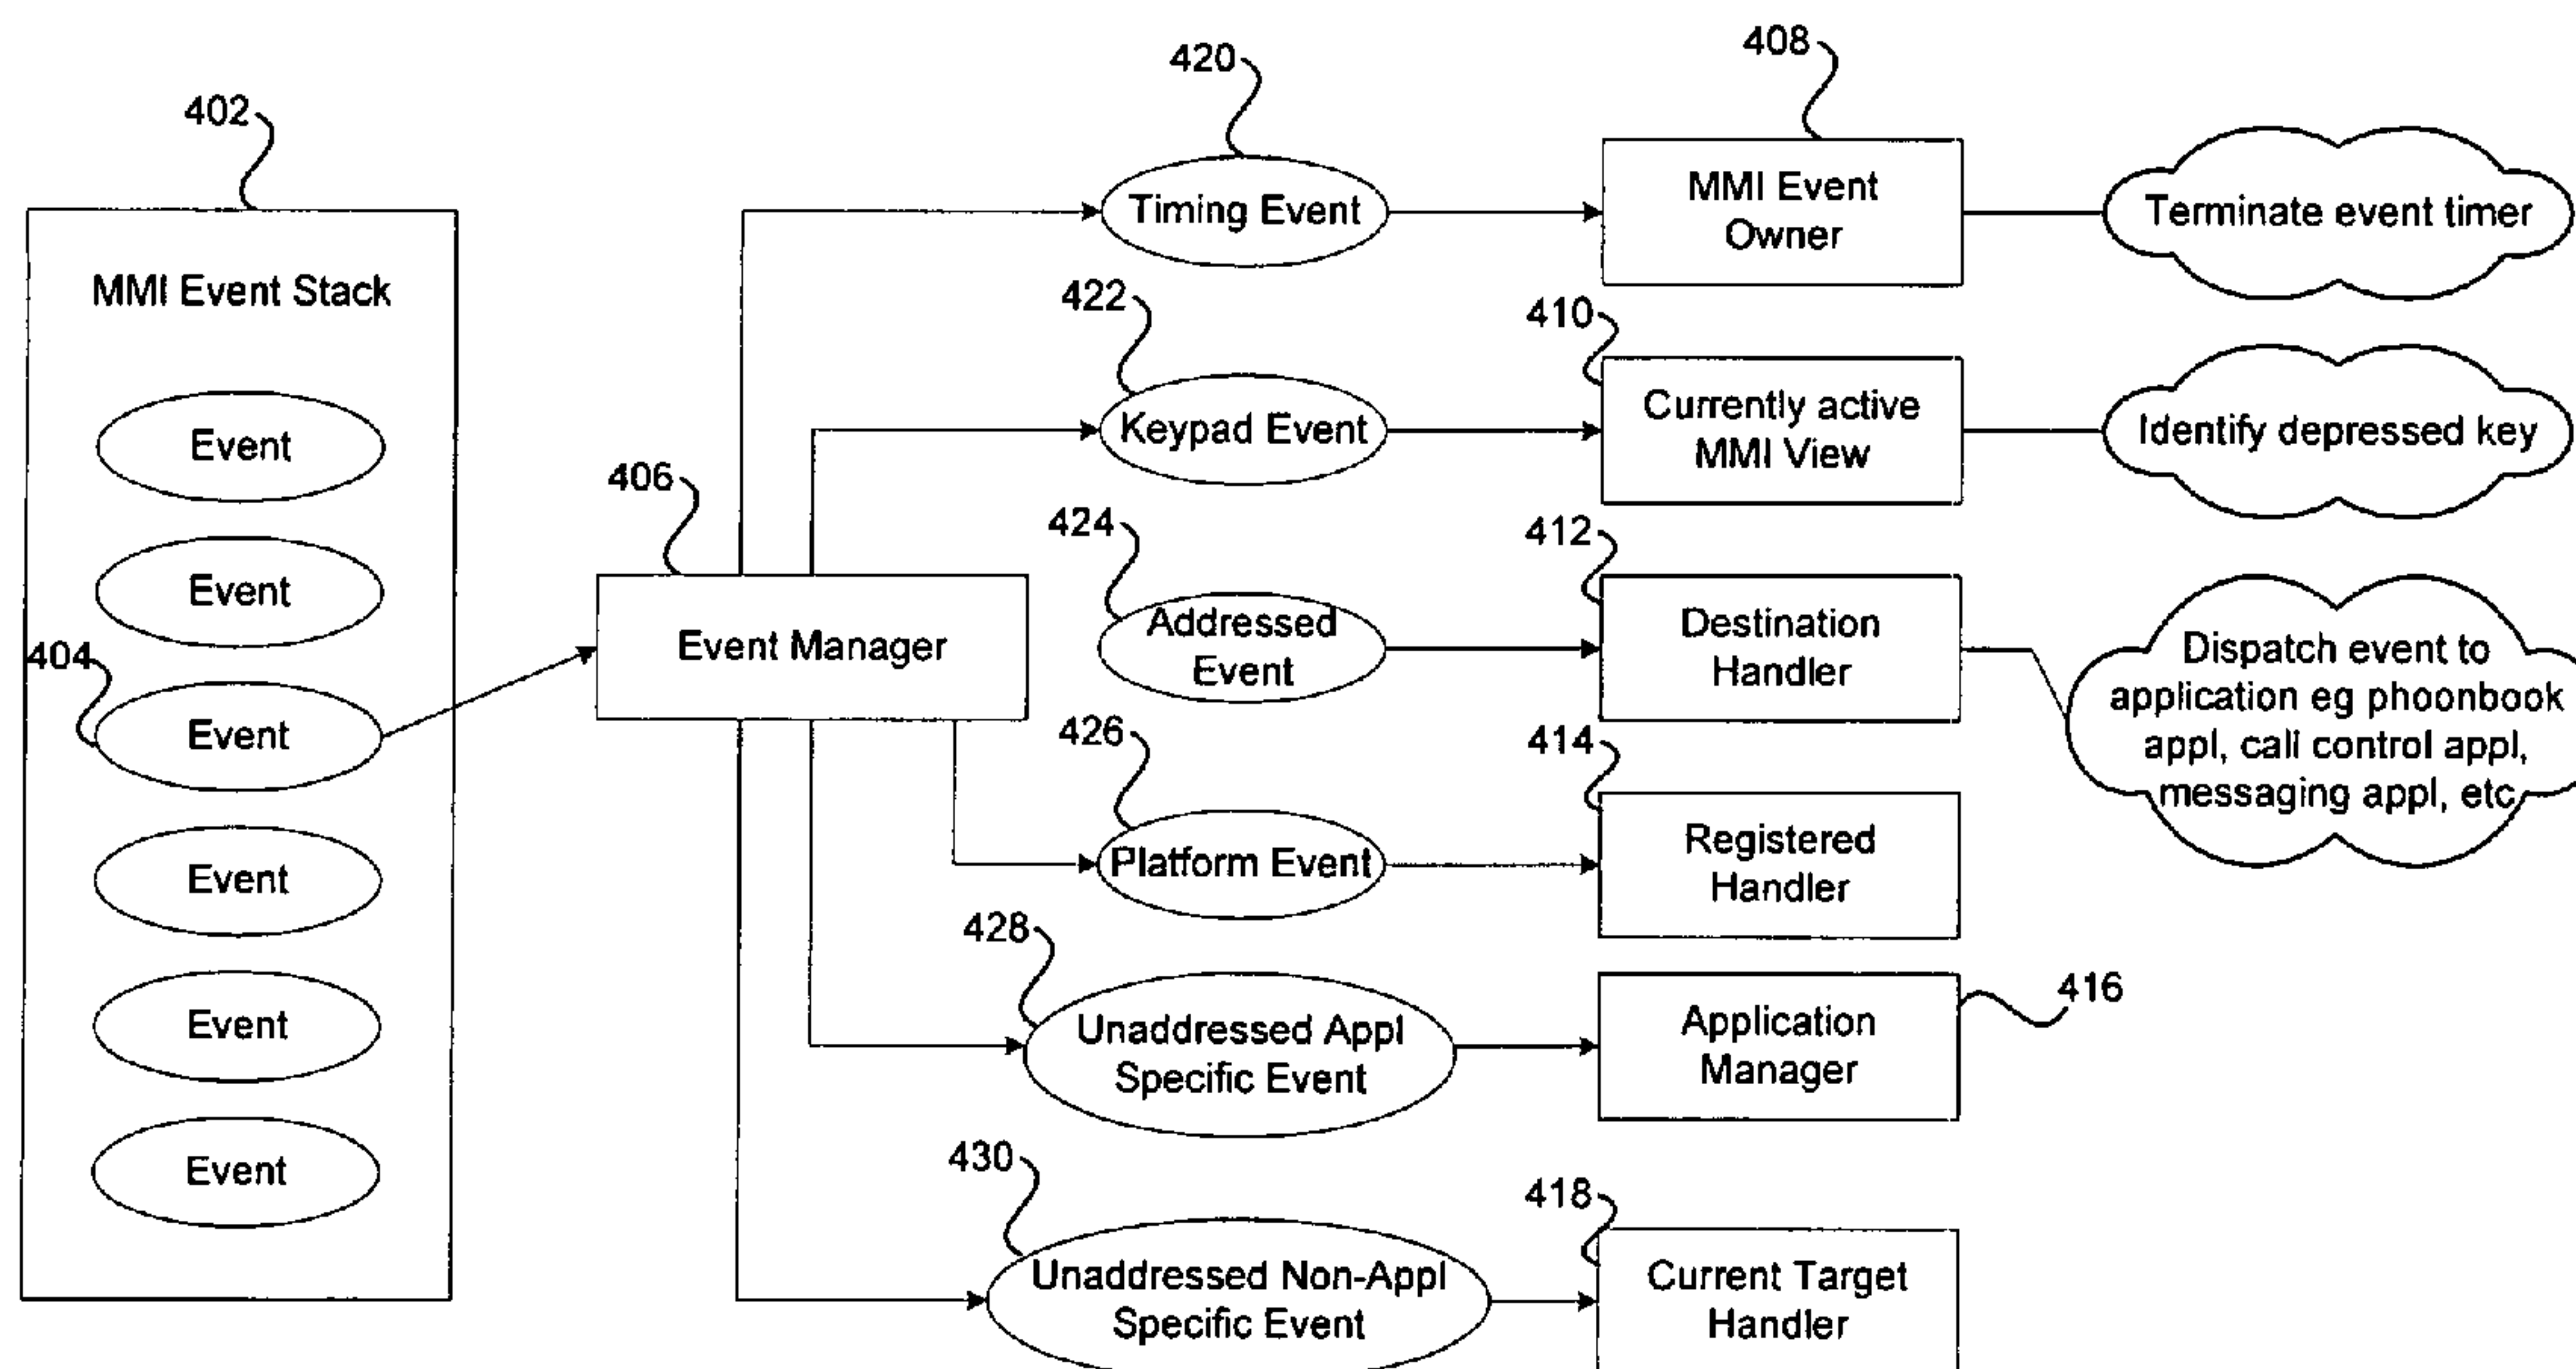 402
MMI Event Stack
Event
Event
404
Event
Event
Event
Event
406
Event Manager
420
Timing Event
408
MMI Event
Owner
Terminate event timer
422
Keypad Event
410
Currently active
MMI View
Identify depressed key
424
Addressed
Event
412
Destination
Handler
Dispatch event to
application eg phoonbook
appl, call control appl,
messaging appl, etc
426
Platform Event
414
Registered
Handler
428
Unaddressed Appl
Specific Event
Application
Manager
416
430
Unaddressed Non-Appl
Specific Event
418
Current Target
Handler